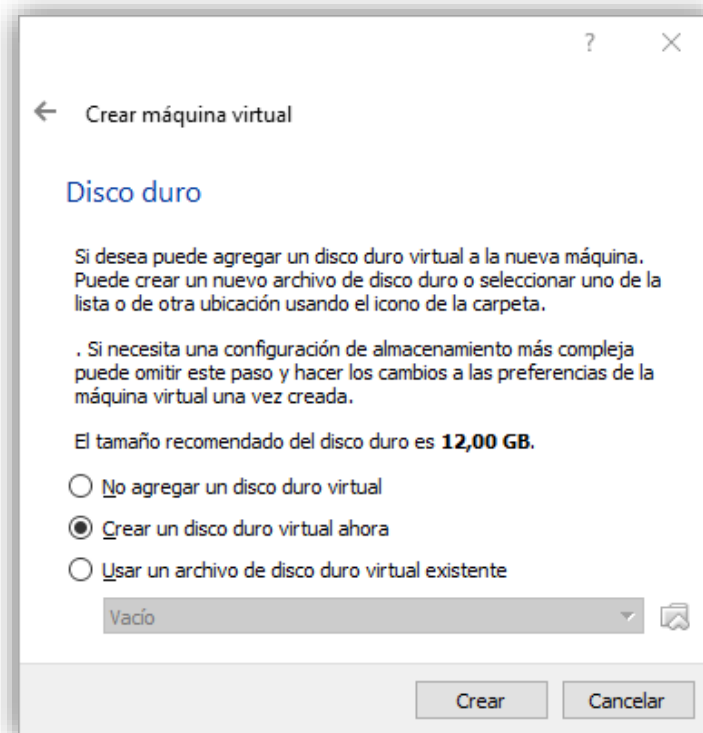 ?
Crear máquina virtual
Disco duro
Si desea puede agregar un disco duro virtual a la nueva máquina.
Puede crear un nuevo archivo de disco duro o seleccionar uno de la
lista o de otra ubicación usando el icono de la carpeta.
. Si necesita una configuración de almacenamiento más compleja
puede omitir este paso y hacer los cambios a las preferencias de la
máquina virtual una vez creada.
El tamaño recomendado del disco duro es 12,00 GB.
No agregar un disco duro virtual
Crear un disco duro virtual ahora
Usar un archivo de disco duro virtual existente
Vacío
Crear Cancelar